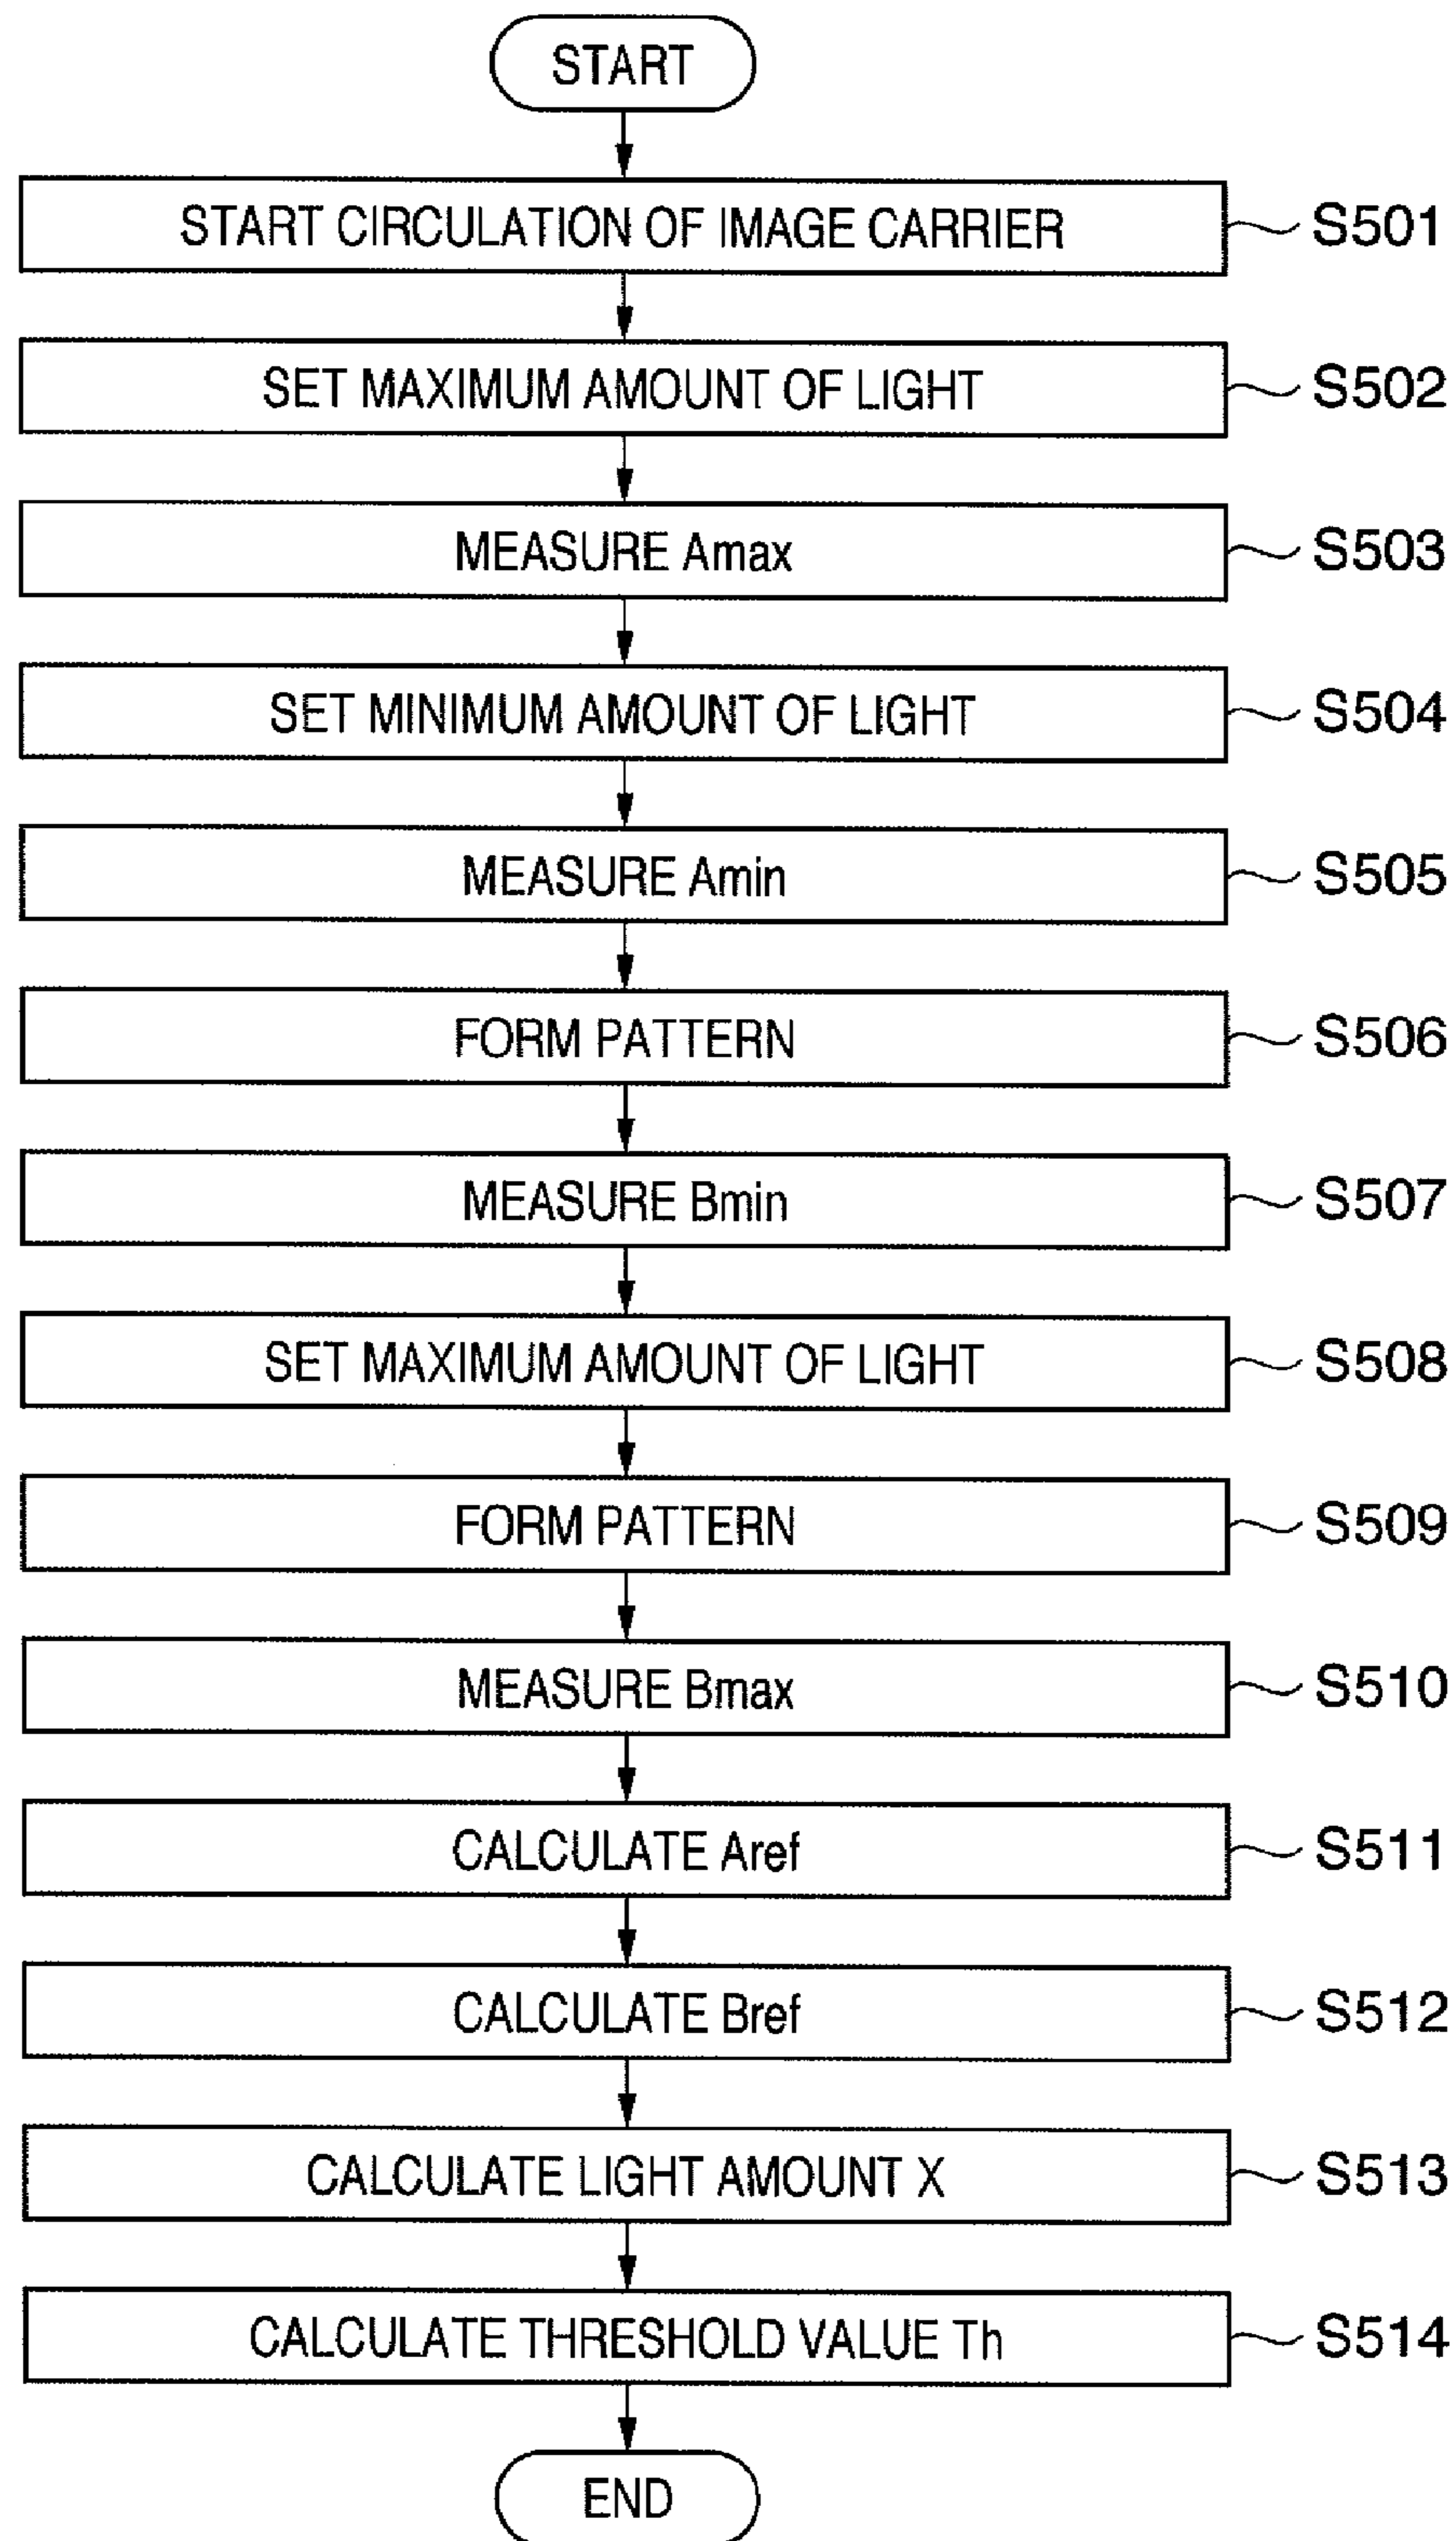 START
START CIRCULATION OF IMAGE CARRIER S501
SET MAXIMUM AMOUNT OF LIGHT S502
MEASURE Amax S503
SET MINIMUM AMOUNT OF LIGHT S504
MEASURE Amin S505
FORM PATTERN S506
MEASURE Bmin S507
SET MAXIMUM AMOUNT OF LIGHT S508
FORM PATTERN S509
MEASURE Bmax S510
CALCULATE Aref S511
CALCULATE Bref S512
CALCULATE LIGHT AMOUNT X S513
CALCULATE THRESHOLD VALUE Th S514
END